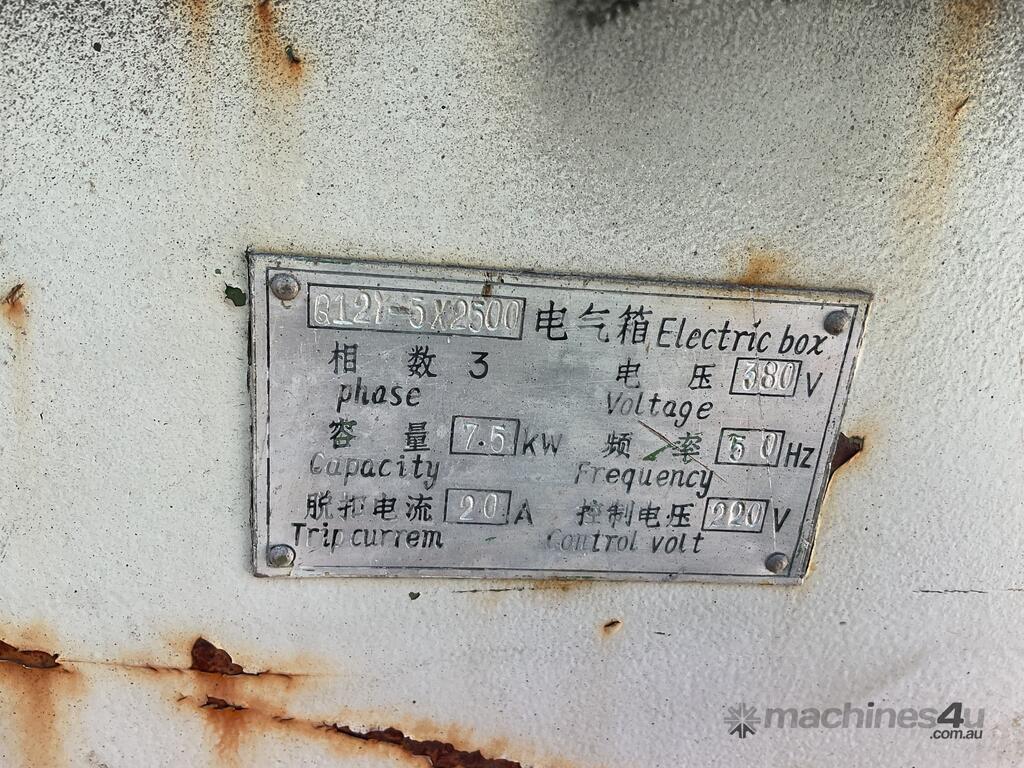 Q12Y-5X2500 电气箱 Electric box
相 数 3 电 压 380 V
phase Voltage
容 量 7.5 KW 频 率 50 HZ
Capacity Frequency
脱扣电流 20 A 控制电压 220 V
Tripcurrem Control volt
machines4u
.com.au